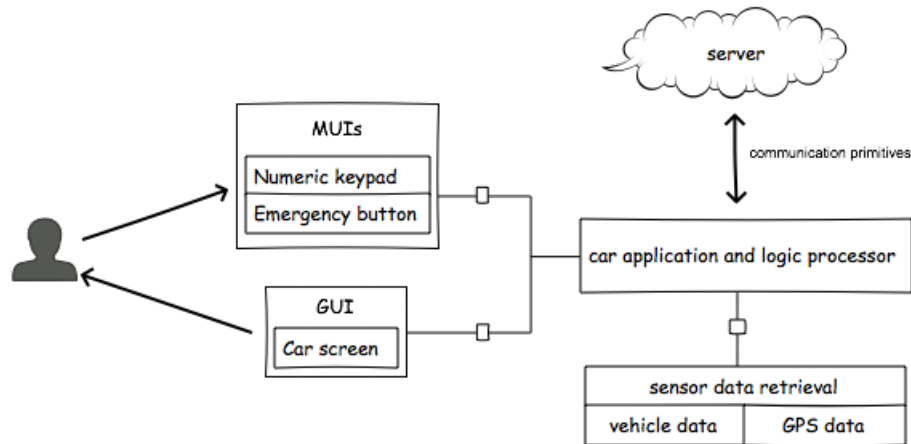 server
communication primitives
MUIs
Numeric keypad
Emergency button
car application and logic processor
GUI
Car screen
sensor data retrieval
vehicle data
GPS data